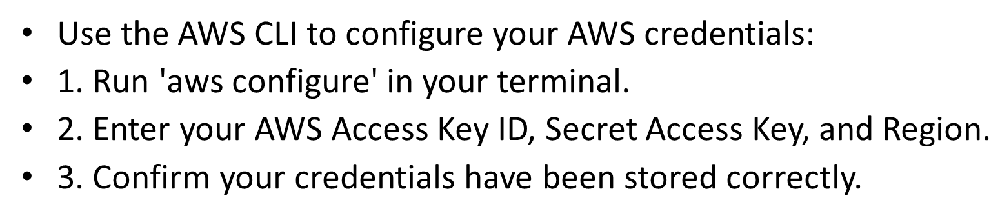 • Use the AWS CLI to configure your AWS credentials:
• 1. Run 'aws configure' in your terminal.
• 2. Enter your AWS Access Key ID, Secret Access Key, and Region.
• 3. Confirm your credentials have been stored correctly.